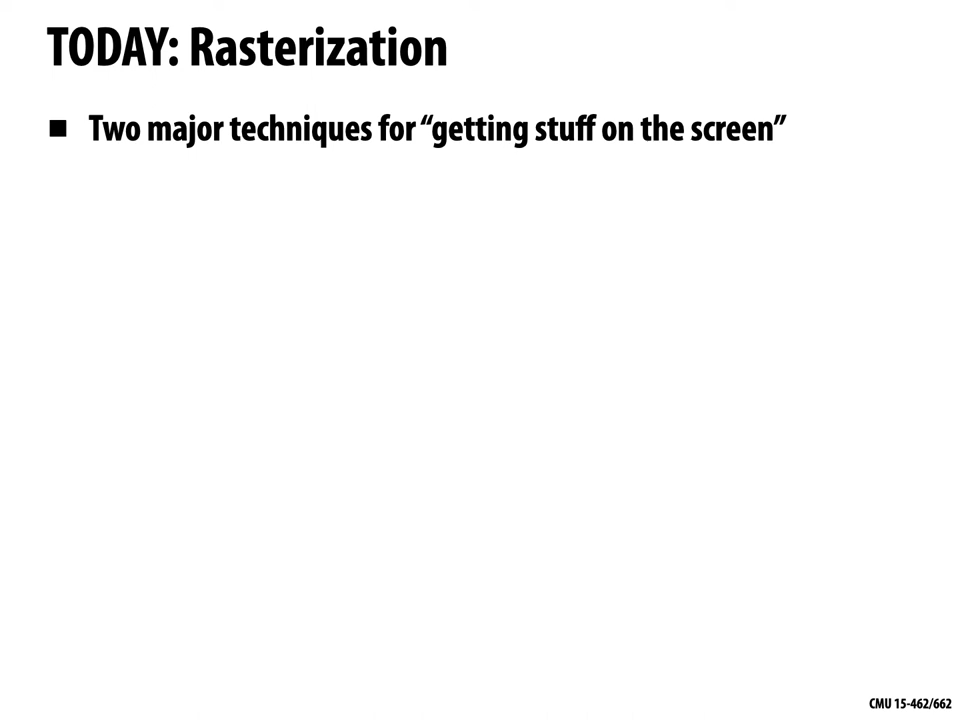 TODAY: Rasterization
■ Two major techniques for “getting stuff on the screen”
CMU 15-462/662